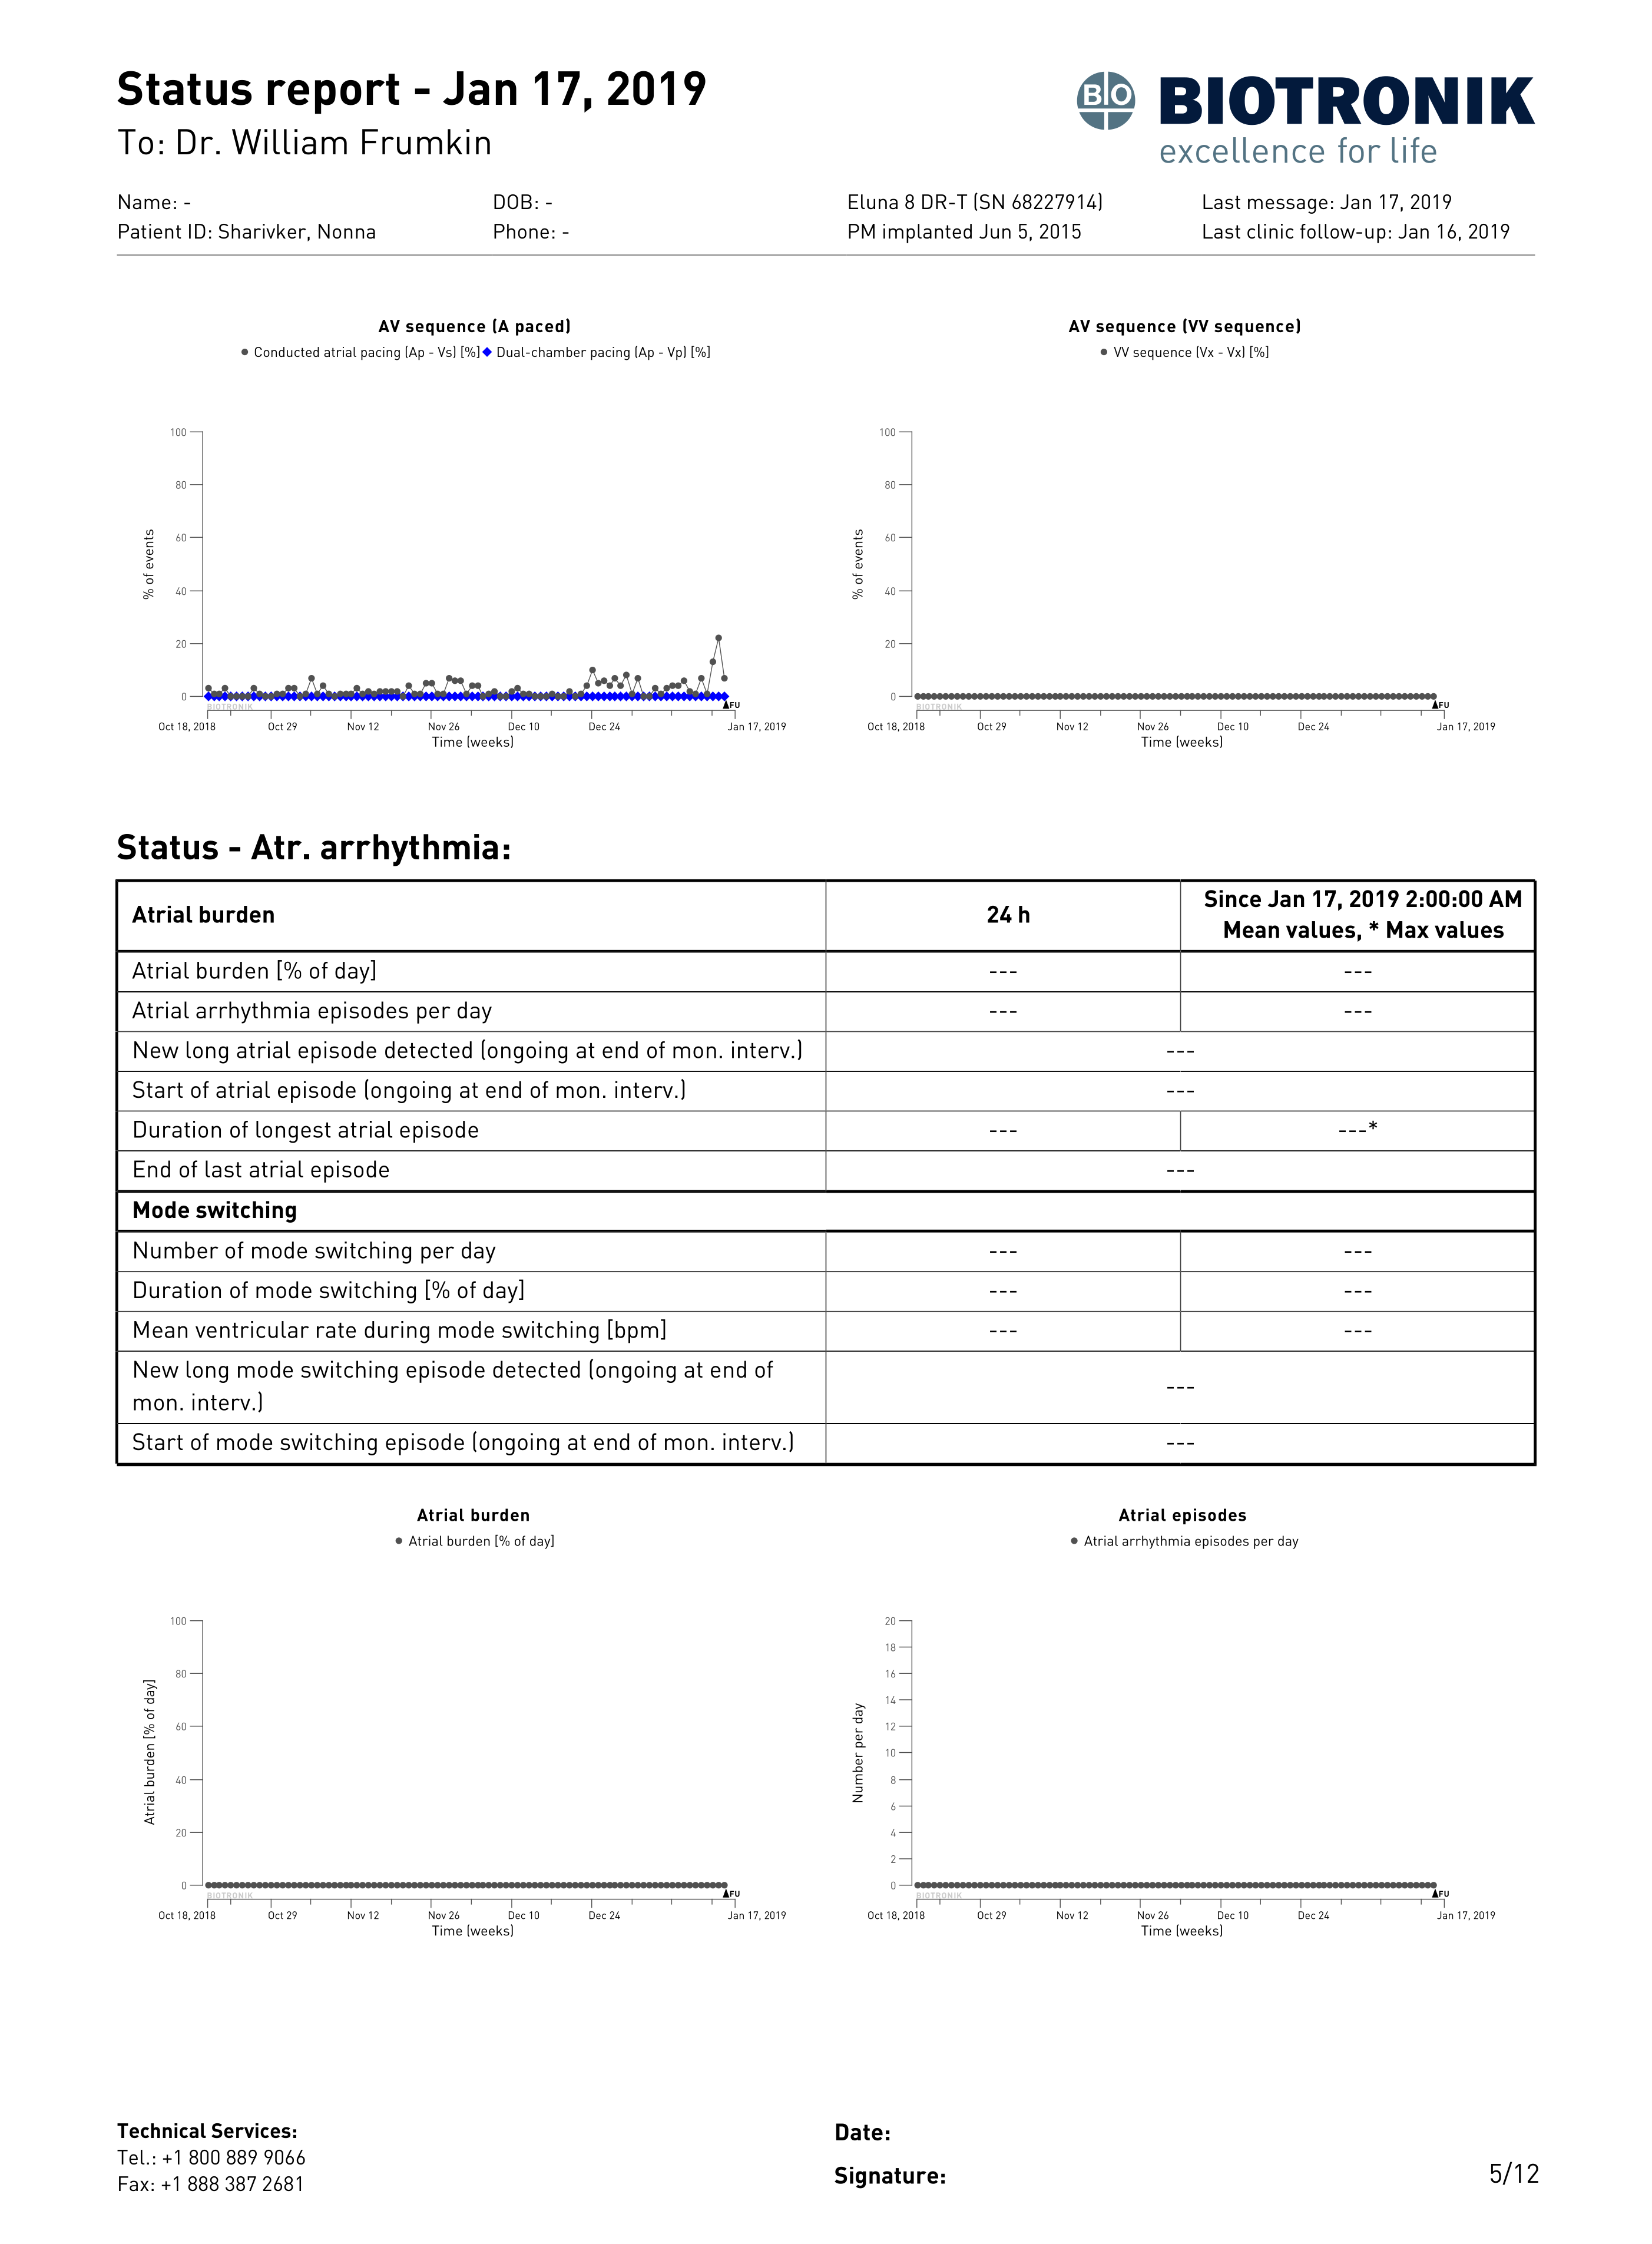 Status report - Jan 17, 2019
To: Dr. William Frumkin
BIO
BIOTRONIK
excellence for life
Name: -
DOB: -
Eluna 8 DR-T (SN 68227914)
Last message: Jan 17, 2019
Patient ID: Sharivker, Nonna
Phone: -
PM implanted Jun 5, 2015
Last clinic follow-up: Jan 16, 2019
AV sequence (A paced)
Conducted atrial pacing (Ap - Vs) [%] Dual-chamber pacing (Ap - Vp) [%]
% of events
100
80
60
40
20
0
BIOTRONIK
FU
Oct 18, 2018 Oct 29 Nov 12 Nov 26 Dec 10 Dec 24 Jan 17, 2019
Time (weeks)
AV sequence (VV sequence)
VV sequence (Vx - Vx) [%]
% of events
100
80
60
40
20
0
BIOTRONIK
FU
Oct 18, 2018 Oct 29 Nov 12 Nov 26 Dec 10 Dec 24 Jan 17, 2019
Time (weeks)
Status - Atr. arrhythmia:
Atrial burden 24 h Since Jan 17, 2019 2:00:00 AM
Mean values, * Max values
Atrial burden [% of day] --- ---
Atrial arrhythmia episodes per day --- ---
New long atrial episode detected (ongoing at end of mon. interv.) ---
Start of atrial episode (ongoing at end of mon. interv.) ---
Duration of longest atrial episode --- ---*
End of last atrial episode ---
Mode switching
Number of mode switching per day --- ---
Duration of mode switching [% of day] --- ---
Mean ventricular rate during mode switching [bpm] --- ---
New long mode switching episode detected (ongoing at end of
mon. interv.) ---
Start of mode switching episode (ongoing at end of mon. interv.) ---
Atrial burden
Atrial burden [% of day]
Atrial burden [% of day]
100
80
60
40
20
0
BIOTRONIK
FU
Oct 18, 2018 Oct 29 Nov 12 Nov 26 Dec 10 Dec 24 Jan 17, 2019
Time (weeks)
Atrial episodes
Atrial arrhythmia episodes per day
Number per day
20
18
16
14
12
10
8
6
4
2
0
BIOTRONIK
FU
Oct 18, 2018 Oct 29 Nov 12 Nov 26 Dec 10 Dec 24 Jan 17, 2019
Time (weeks)
Technical Services:
Tel.: +1 800 889 9066
Fax: +1 888 387 2681
Date:
Signature:
5/12